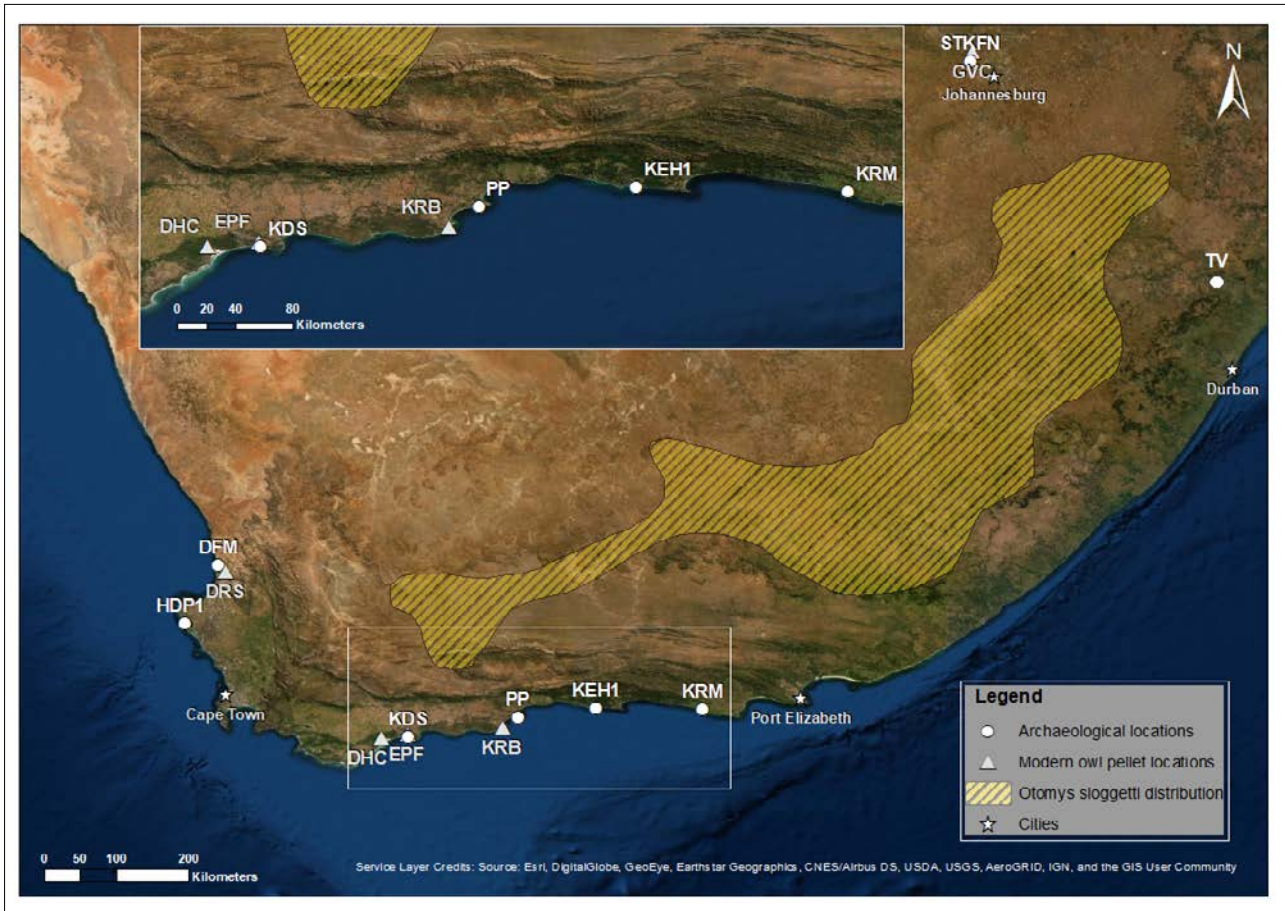 STKFN
GVC
Johannesburg
N
KEH1
KRM
PP
KRB
DHC
EPF
KDS
0 20 40 80
Kilometers
TV
Durban
DFM
DRS
HDP1
Cape Town
KDS
DHC
EPF
PP
KRB
KEH1
KRM
Port Elizabeth
Legend
Archaeological locations
Modern owl pellet locations
Otomys sloggetti distribution
Cities
0 50 100 200
Kilometers
Service Layer Credits: Source: Esri, DigitalGlobe, GeoEye, Earthstar Geographics, CNES/Airbus DS, USDA, USGS, AeroGRID, IGN, and the GIS User Community